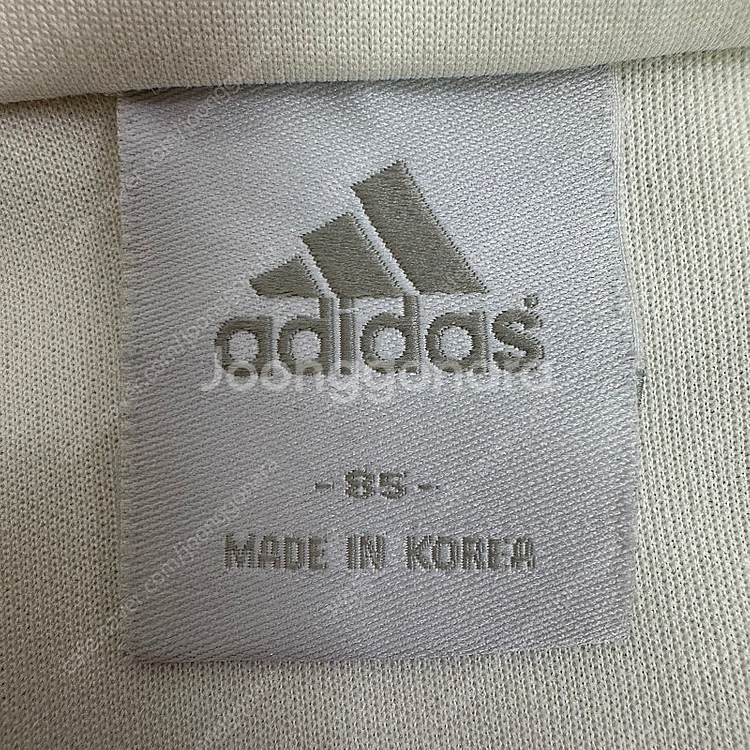 adidas
Joonggonara
- 85 -
MADE IN KOREA